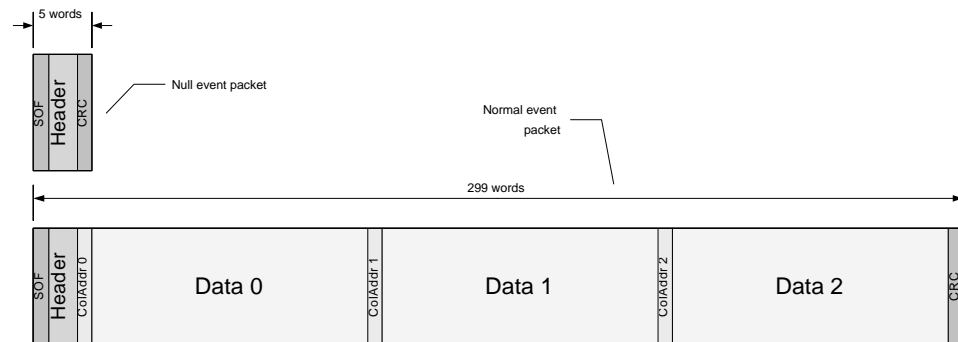 5 words
SOF
Header
CRC
Null event packet
Normal event
packet
299 words
SOF
Header
ColAddr 0
Data 0
ColAddr 1
Data 1
ColAddr 2
Data 2
CRC